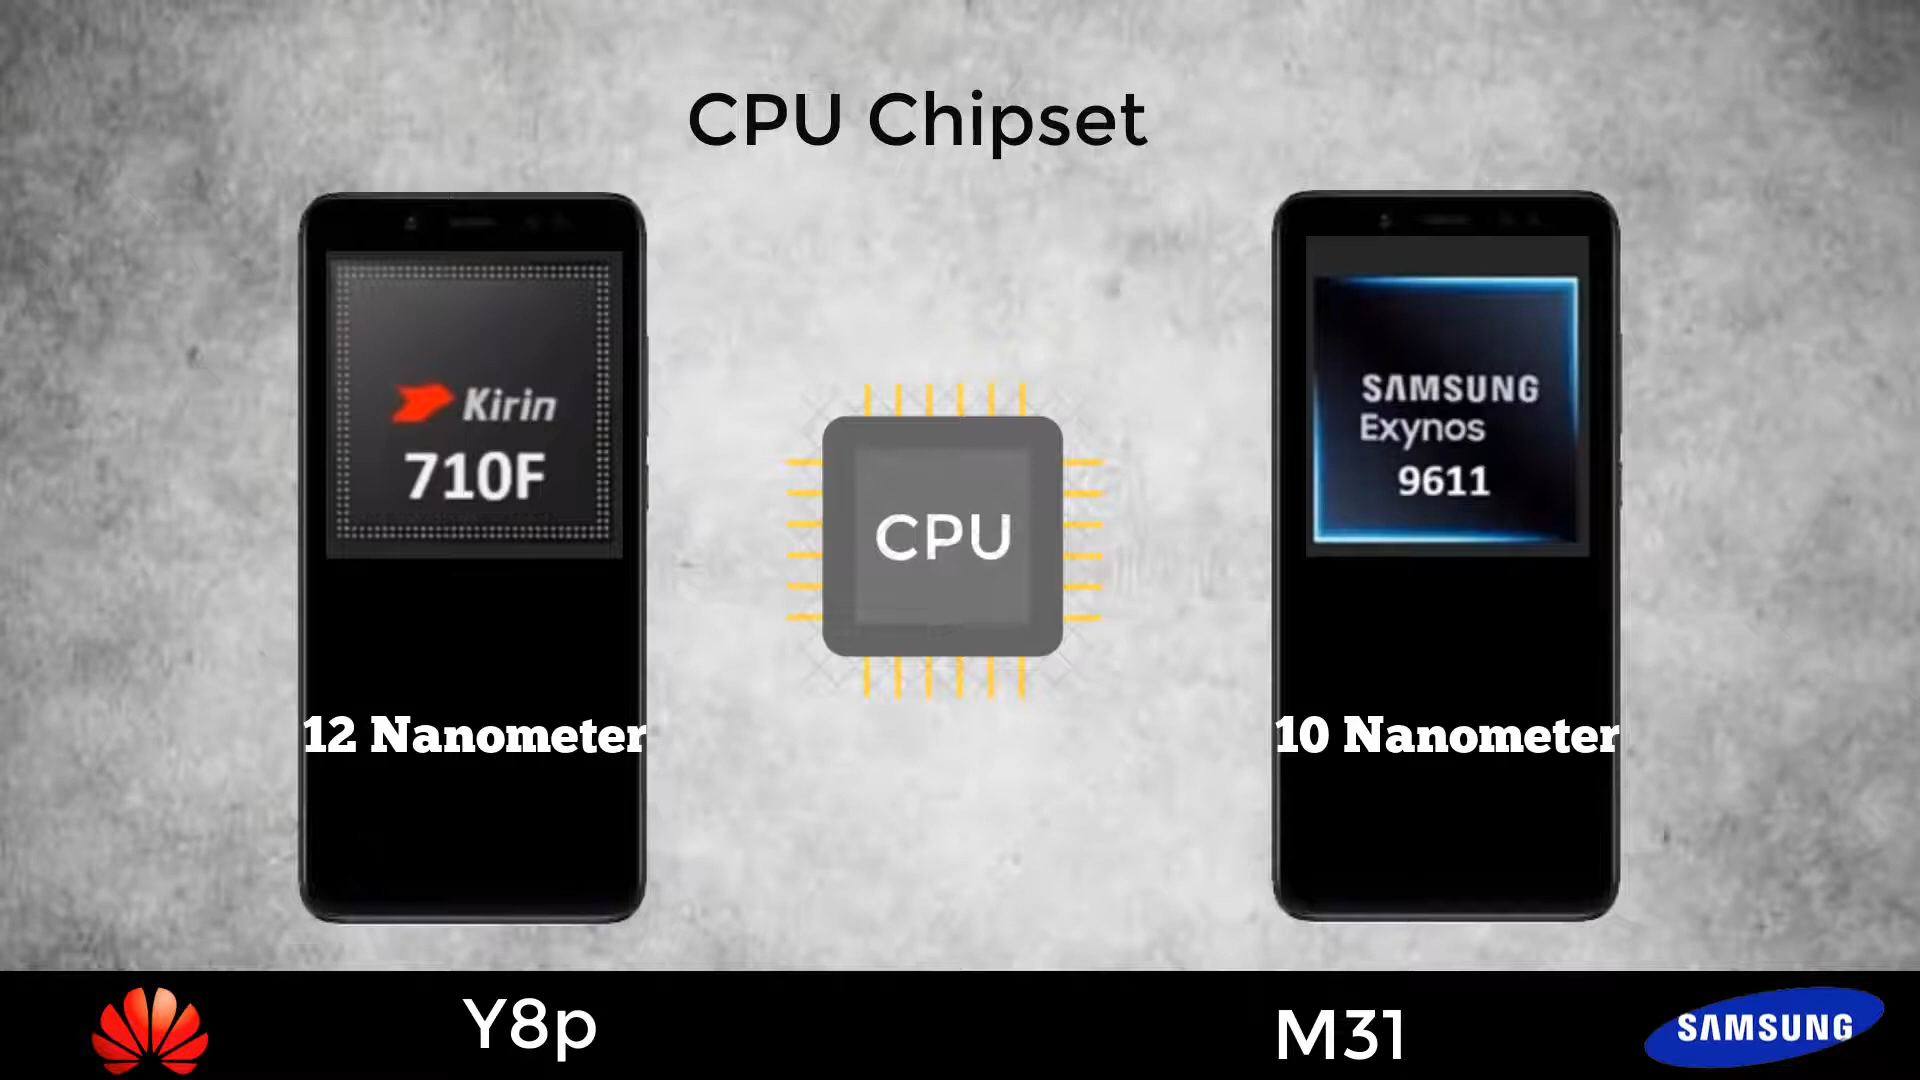 CPU Chipset
Kirin
710F
12 Nanometer
CPU
SAMSUNG
Exynos
9611
10 Nanometer
Y8p
M31
SAMSUNG